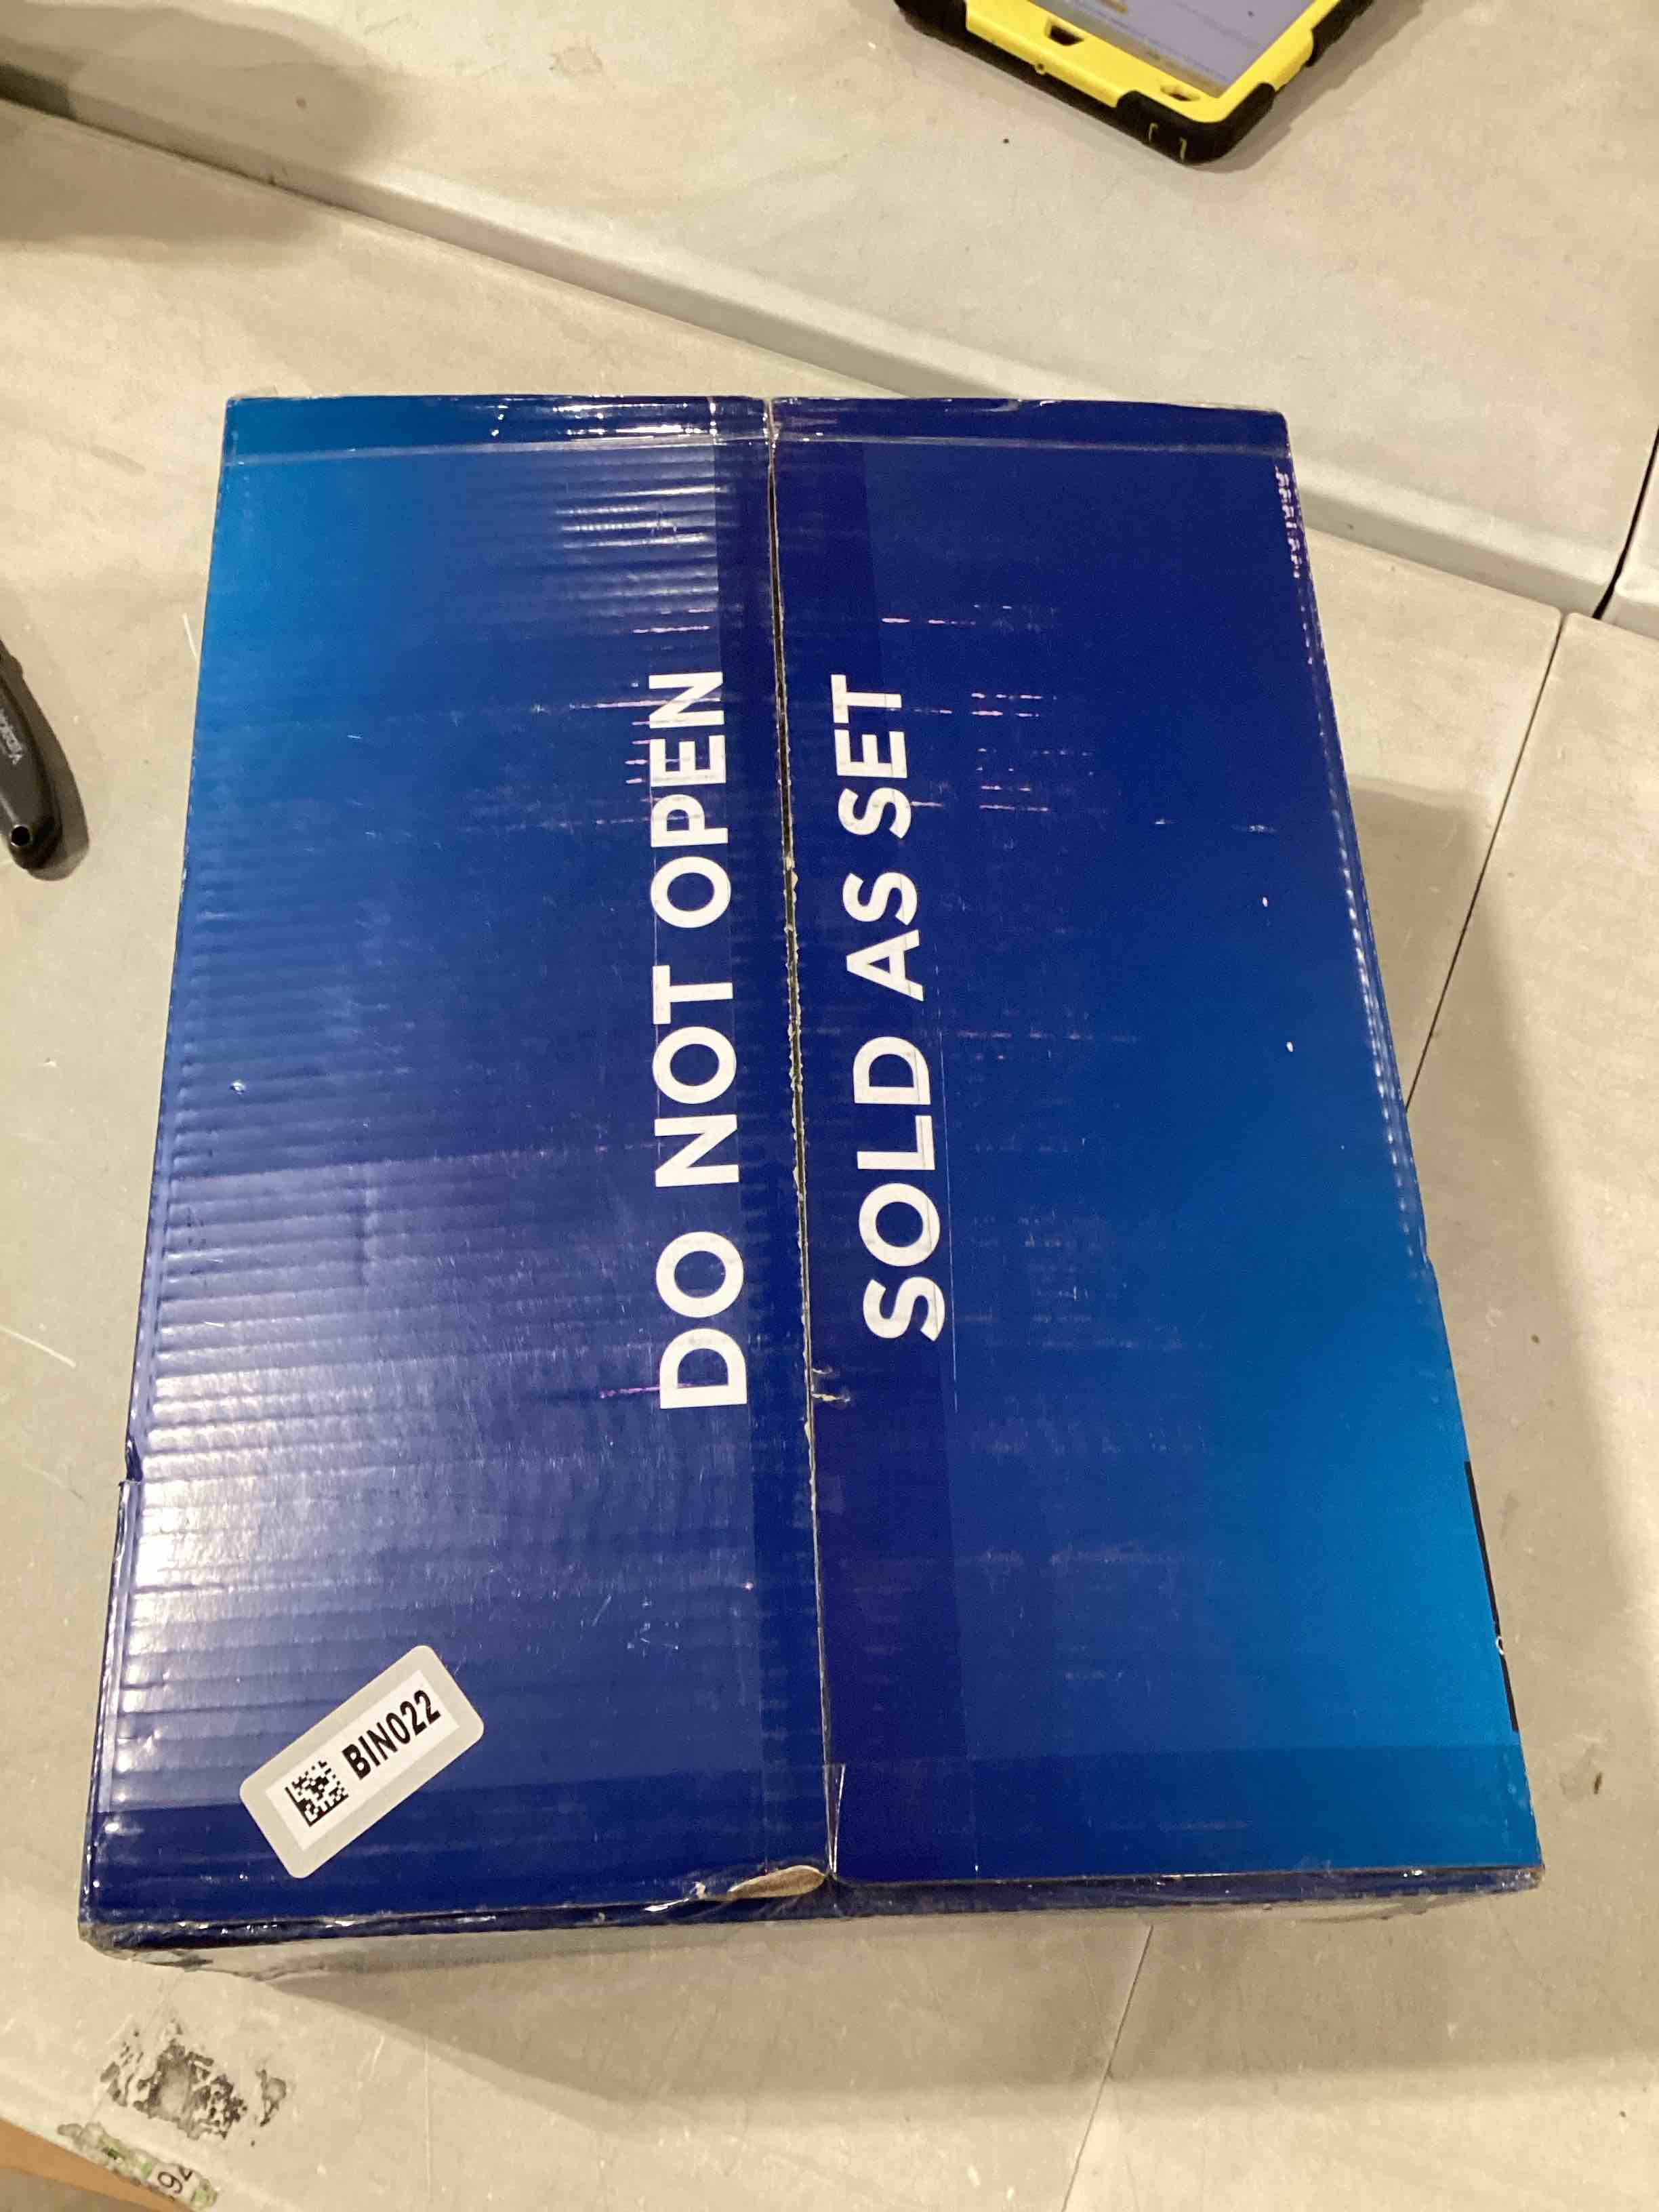 DO NOT OPEN
SOLD AS SET
BIN022